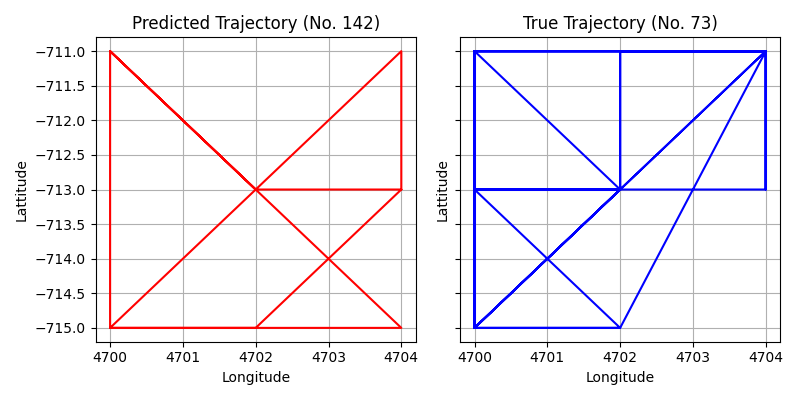 Predicted Trajectory (No. 142)
True Trajectory (No. 73)
−711.0
−711.5
−712.0
−712.5
−713.0
−713.5
−714.0
−714.5
−715.0
Lattitude
Lattitude
4700 4701 4702 4703 4704
4700 4701 4702 4703 4704
Longitude
Longitude